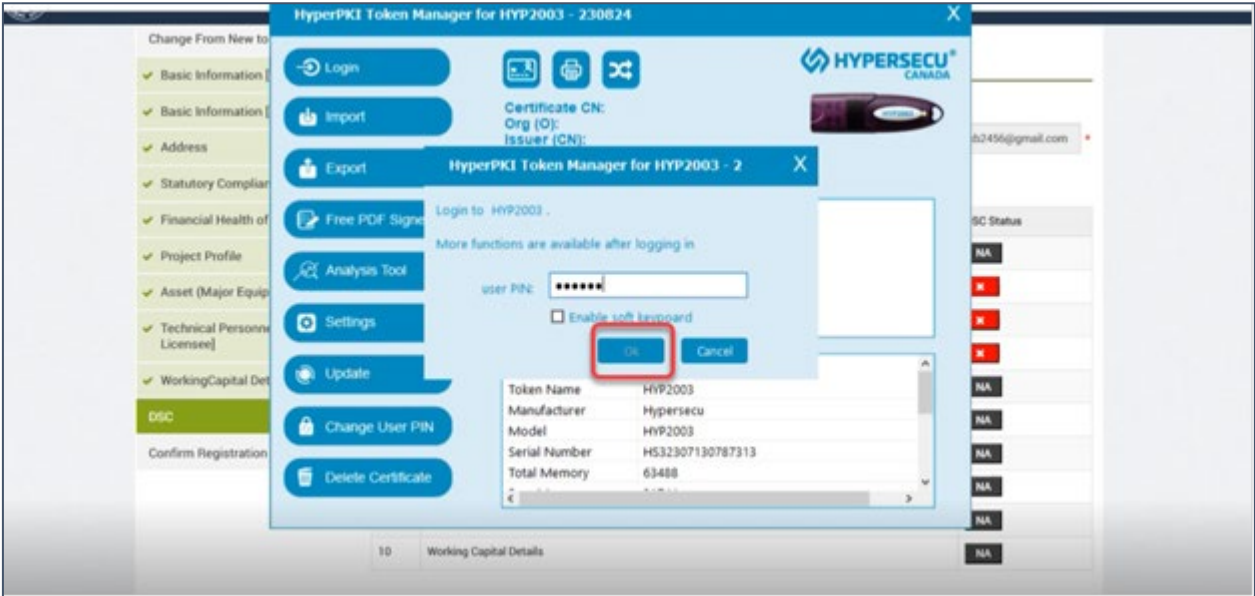 HyperPKI Token Manager for HYP2003 - 230824
X
Change From New to
Basic Information [
Basic Information [
Address
Statutory Complian
Financial Health of
Project Profile
Asset (Major Equip
Technical Personne
Licensee]
WorkingCapital Det
DSC
Confirm Registration
Login
Import
Export
Free PDF Signe
Analysis Tool
Settings
Update
Change User PIN
Delete Certificate
HYPERSECU®
CANADA
Certificate CN:
Org (O):
Issuer (CN):
HyperPKI Token Manager for HYP2003 - 2
X
Login to HYP2003 .
More functions are available after logging in
user PIN:
Enable soft keyboard
Ok
Cancel
Token Name HYP2003
Manufacturer Hypersecu
Model HYP2003
Serial Number HS32307130787313
Total Memory 63488
b2456@gmail.com *
SC Status
NA
NA
NA
NA
NA
NA
10 Working Capital Details NA